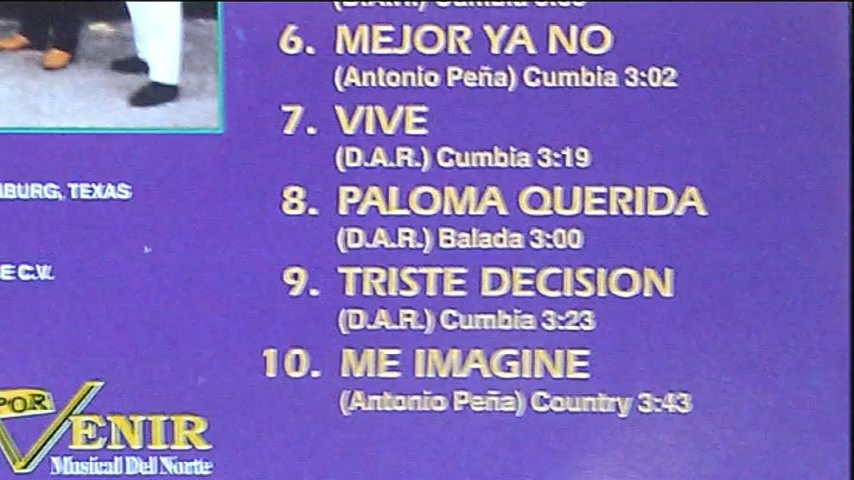 6. MEJOR YA NO
(Antonio Peña) Cumbia 3:02
7. VIVE
(D.A.R.) Cumbia 3:19
8. PALOMA QUERIDA
(D.A.R.) Balada 3:00
9. TRISTE DECISION
(D.A.R.) Cumbia 3:23
10. ME IMAGINE
(Antonio Peña) Country 3:43
BURG, TEXAS
E C.V.
POR
VENIR
Musical Del Norte